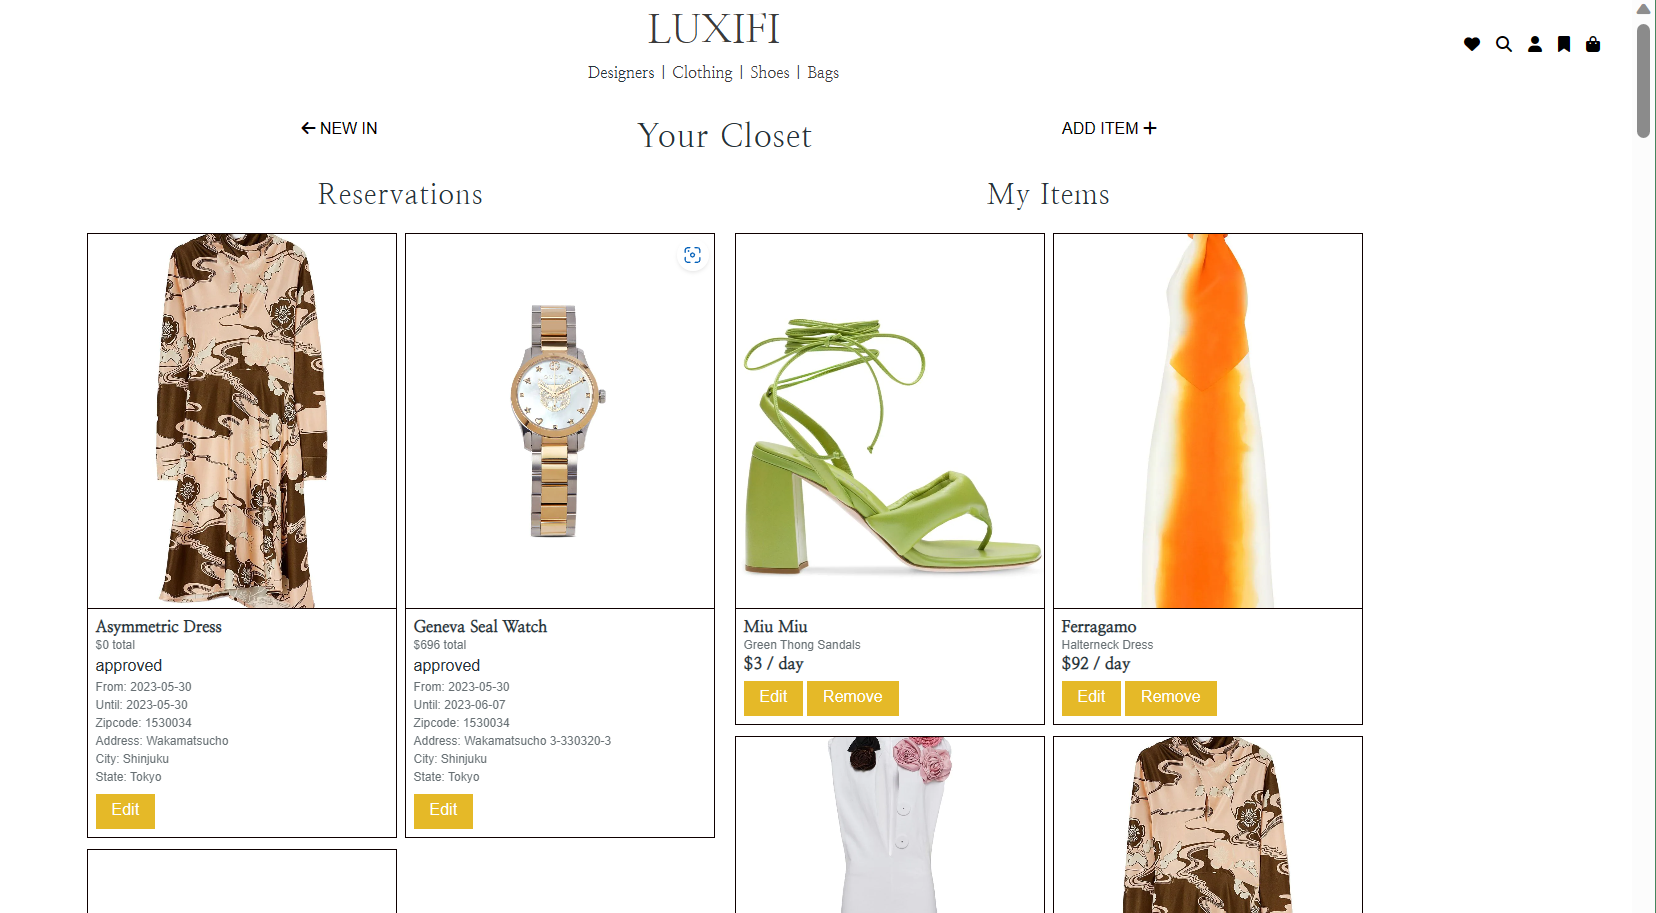 LUXIFI
Designers | Clothing | Shoes | Bags
NEW IN
Your Closet
ADD ITEM
Reservations
My Items
Asymmetric Dress
$0 total
approved
From: 2023-05-30
Until: 2023-05-30
Zipcode: 1530034
Address: Wakamatsucho
City: Shinjuku
State: Tokyo
Edit
Geneva Seal Watch
$696 total
approved
From: 2023-05-30
Until: 2023-06-07
Zipcode: 1530034
Address: Wakamatsucho 3-330320-3
City: Shinjuku
State: Tokyo
Edit
Miu Miu
Green Thong Sandals
$3 / day
Edit Remove
Ferragamo
Halterneck Dress
$92 / day
Edit Remove